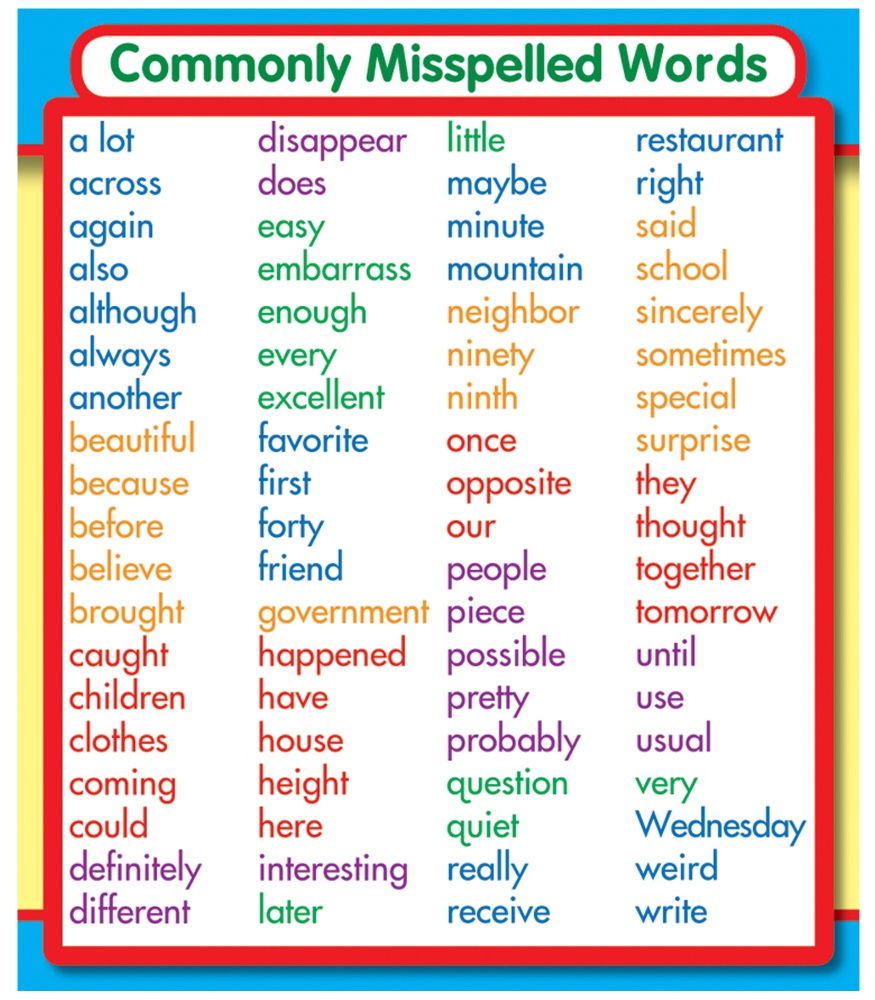 Commonly Misspelled Words
a lot
across
again
also
although
always
another
beautiful
because
before
believe
brought
caught
children
clothes
coming
could
definitely
different
disappear
does
easy
embarrass
enough
every
excellent
favorite
first
forty
friend
government
happened
have
house
height
here
interesting
later
little
maybe
minute
mountain
neighbor
ninety
ninth
once
opposite
our
people
piece
possible
pretty
probably
question
quiet
really
receive
restaurant
right
said
school
sincerely
sometimes
special
surprise
they
thought
together
tomorrow
until
use
usual
very
Wednesday
weird
write